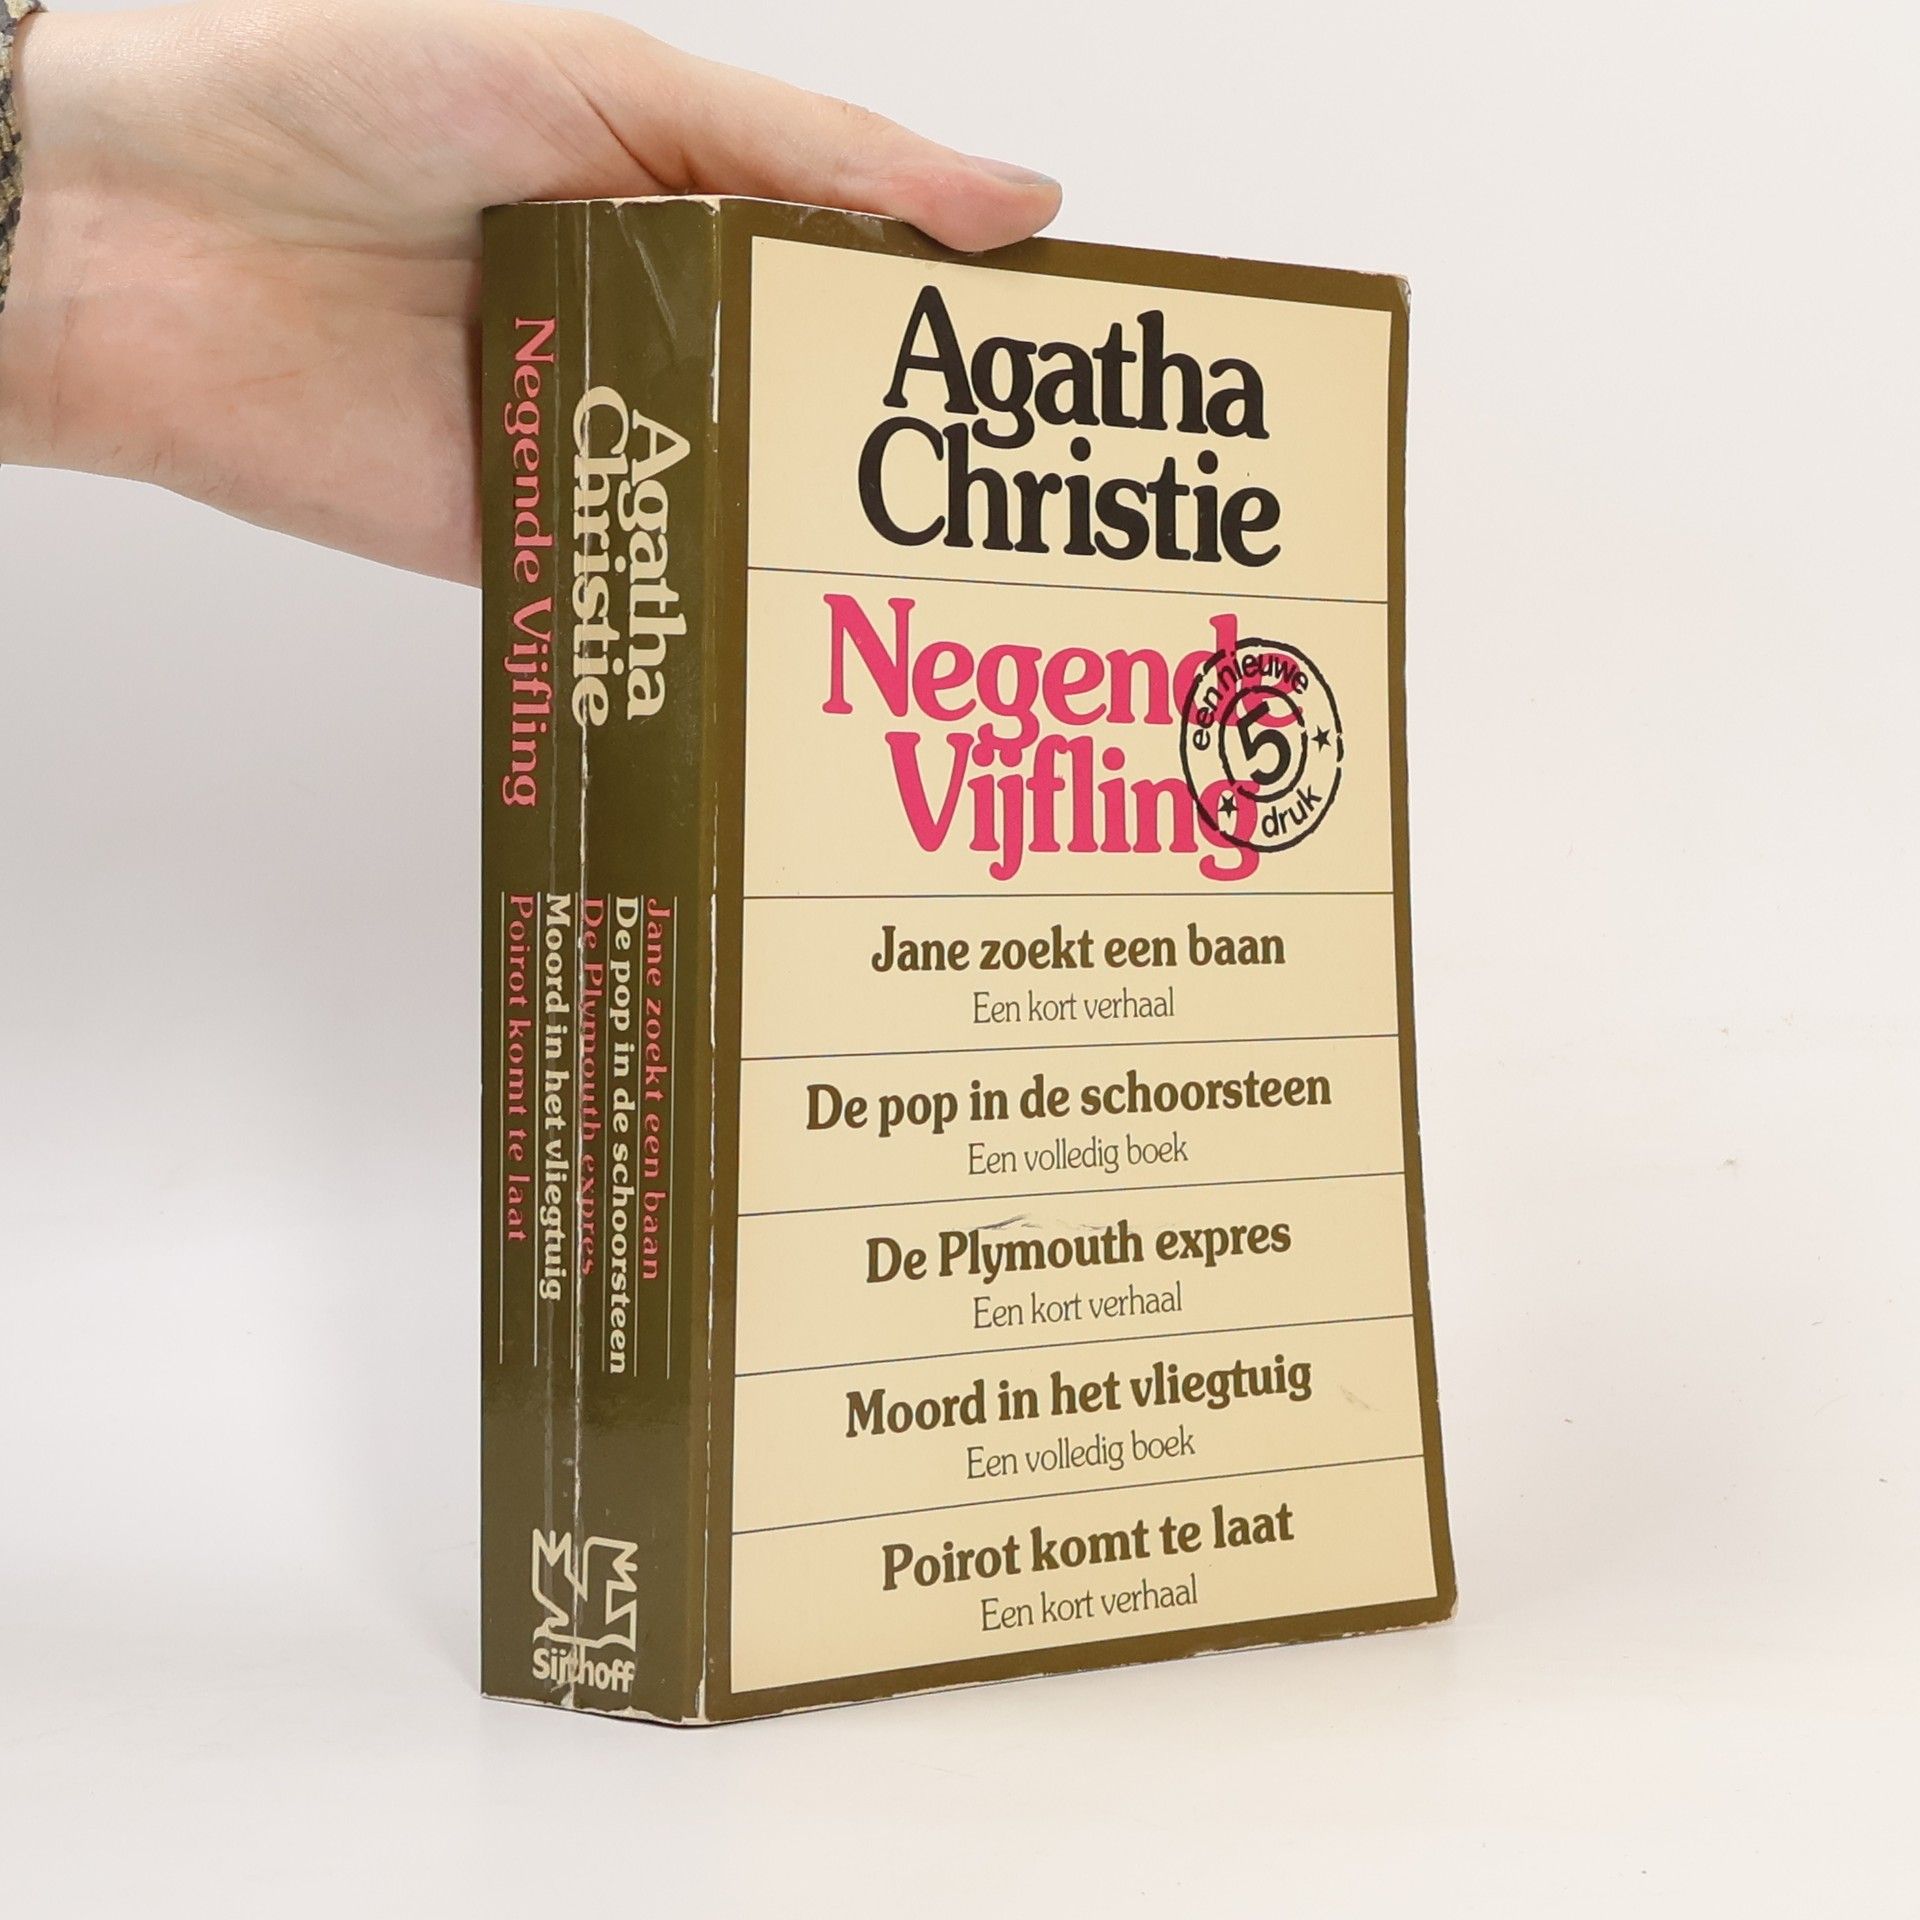 Agatha
Christie
Negende Vijfling
Jane zoekt een baan
De pop in de schoorsteen
De Plymouth expres
Moord in het vliegtuig
Poirot komt te laat
Sijthoff
Agatha
Christie
Negende
Vijfling
een nieuwe
5
druk
Jane zoekt een baan
Een kort verhaal
De pop in de schoorsteen
Een volledig boek
De Plymouth expres
Een kort verhaal
Moord in het vliegtuig
Een volledig boek
Poirot komt te laat
Een kort verhaal